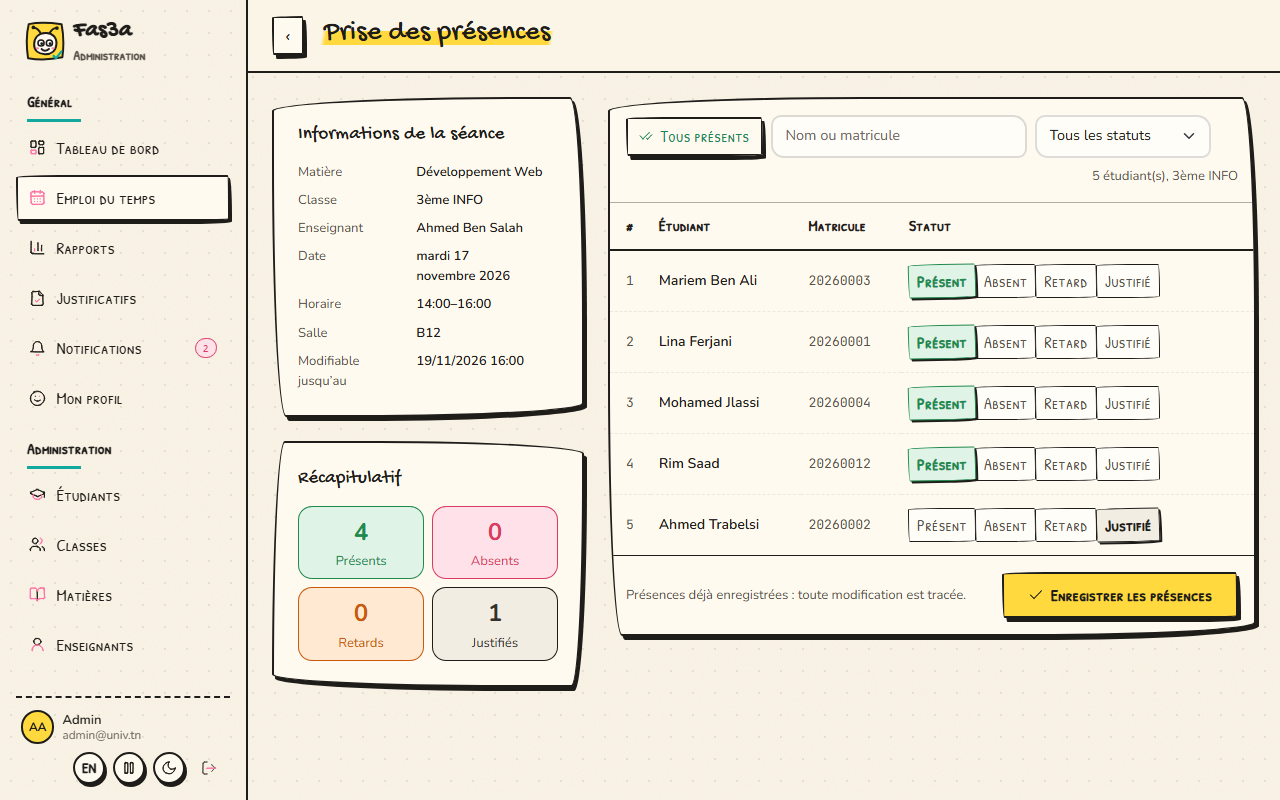 Fas3a
Administration
Général
Tableau de bord
Emploi du temps
Rapports
Justificatifs
Notifications 2
Mon profil
Administration
Étudiants
Classes
Matières
Enseignants
AA Admin
admin@univ.tn
EN
‹ Prise des présences
Informations de la séance
Matière Développement Web
Classe 3ème INFO
Enseignant Ahmed Ben Salah
Date mardi 17
novembre 2026
Horaire 14:00–16:00
Salle B12
Modifiable 19/11/2026 16:00
jusqu’au
Récapitulatif
4 0
Présents Absents
0 1
Retards Justifiés
Tous présents Nom ou matricule Tous les statuts
5 étudiant(s), 3ème INFO
# Étudiant Matricule Statut
1 Mariem Ben Ali 20260003 Présent Absent Retard Justifié
2 Lina Ferjani 20260001 Présent Absent Retard Justifié
3 Mohamed Jlassi 20260004 Présent Absent Retard Justifié
4 Rim Saad 20260012 Présent Absent Retard Justifié
5 Ahmed Trabelsi 20260002 Présent Absent Retard Justifié
Présences déjà enregistrées : toute modification est tracée. Enregistrer les présences